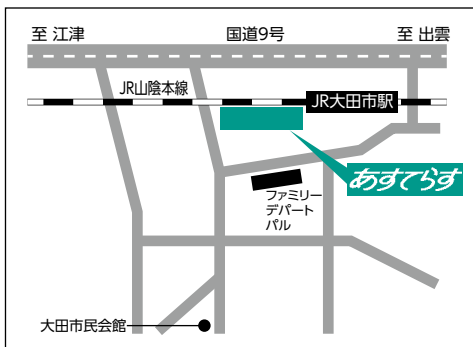 至 江津
国道9号
至 出雲
JR山陰本線
JR大田市駅
あすてらす
ファミリー
デパート
パル
大田市民会館